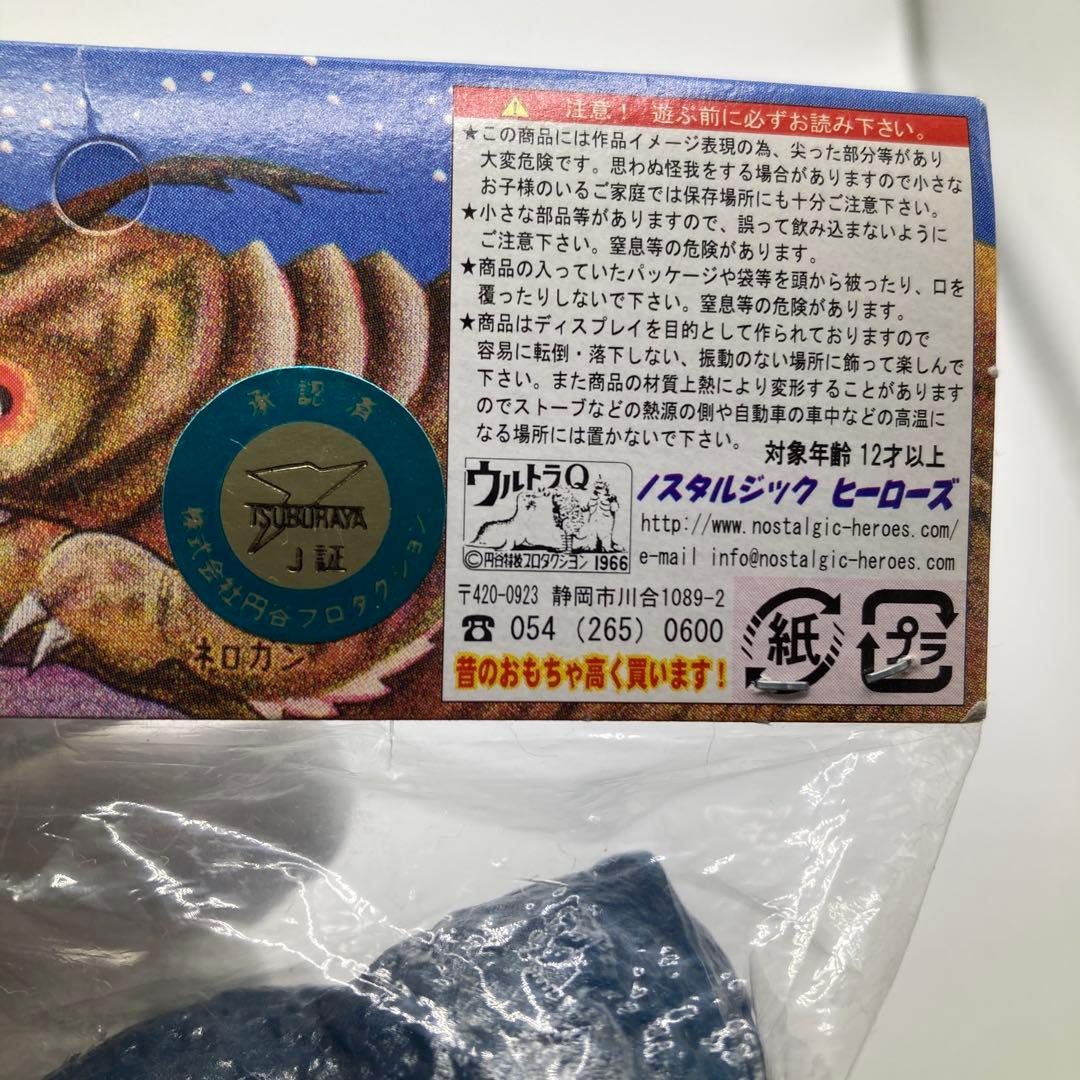 ⚠ 注意! 遊ぶ前に必ずお読み下さい。
★この商品には作品イメージ表現の為、尖った部分等があり
大変危険です。思わぬ怪我をする場合がありますので小さな
お子様のいるご家庭では保存場所にも十分ご注意下さい。
★小さな部品等がありますので、誤って飲み込まないように
ご注意下さい。窒息等の危険があります。
★商品の入っていたパッケージや袋等を頭から被ったり、口を
覆ったりしないで下さい。窒息等の危険があります。
★商品はディスプレイを目的として作られておりますので
容易に転倒・落下しない、振動のない場所に飾って楽しんで
下さい。また商品の材質上熱により変形することがあります
のでストーブなどの熱源の側や自動車の車中などの高温に
なる場所には置かないで下さい。
対象年齢 12才以上
ウルトラQ
©円谷特技プロダクション 1966
ノスタルジック ヒーローズ
http://www.nostalgic-heroes.com/
e-mail info@nostalgic-heroes.com
〒420-0923 静岡市川合1089-2
☎ 054 (265) 0600
昔のおもちゃ高く買います!
紙
プラ
承認済
TSUBURAYA
J証
株式会社円谷プロダクション
ネロカン